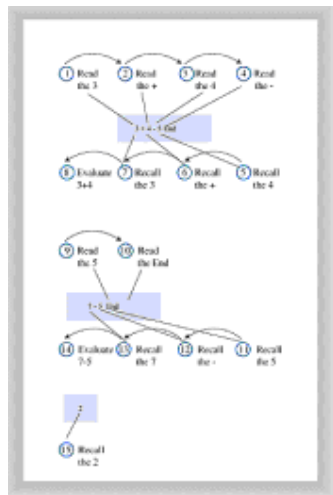 1 Read the 3
2 Read the +
3 Read the 4
4 Read the -
3 + 4 - 5 End
8 Evaluate 3+4
7 Recall the 3
6 Recall the +
5 Recall the 4
9 Read the 5
10 Read the End
7 - 5 End
14 Evaluate 7-5
13 Recall the 7
12 Recall the -
11 Recall the 5
2
15 Recall the 2